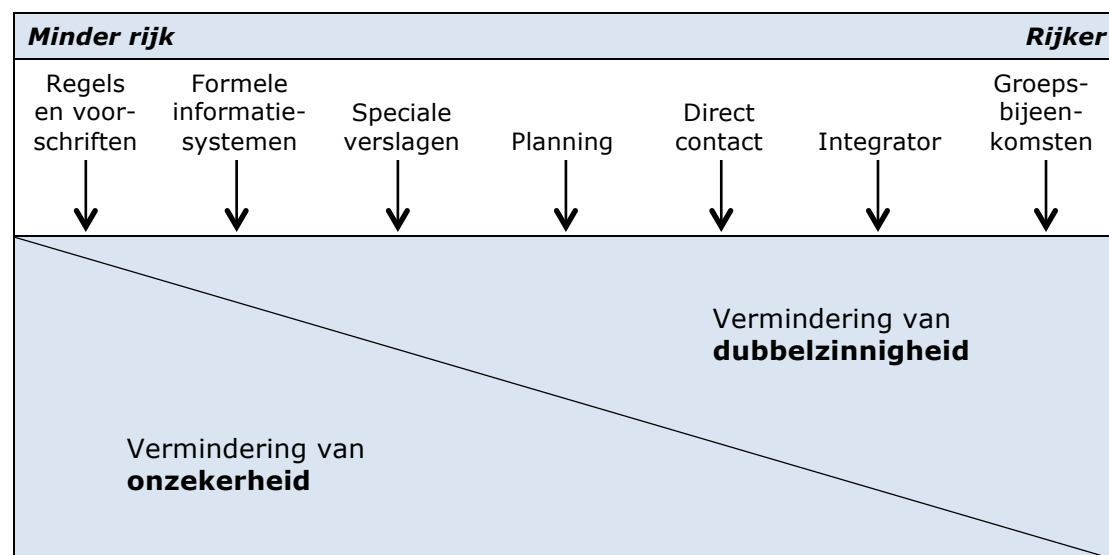 Minder rijk
Rijker
Regels
en voor-
schriften
Formele
informatie-
systemen
Speciale
verslagen
Planning
Direct
contact
Integrator
Groeps-
bijeen-
komsten
Vermindering van
dubbelzinnigheid
Vermindering van
onzekerheid